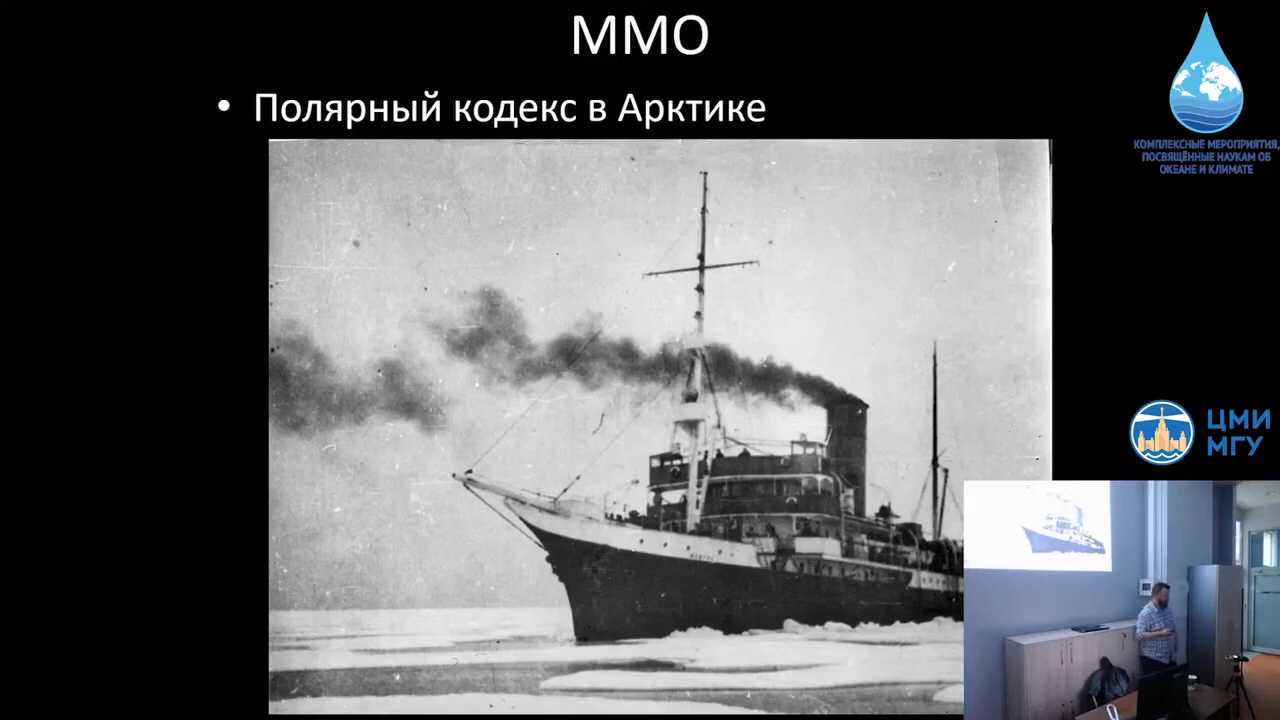 ММО
• Полярный кодекс в Арктике
КОМПЛЕКСНЫЕ МЕРОПРИЯТИЯ,
ПОСВЯЩЁННЫЕ НАУКАМ ОБ
ОКЕАНЕ И КЛИМАТЕ
ЦМИ
МГУ